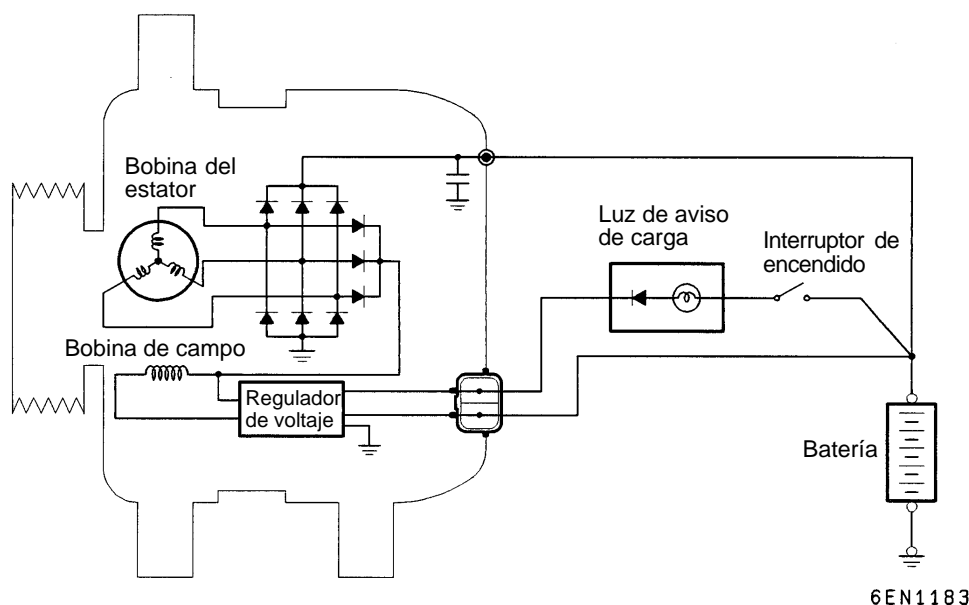 Bobina del
estator
Luz de aviso
de carga
Interruptor de
encendido
Bobina de campo
Regulador
de voltaje
Batería
6EN1183